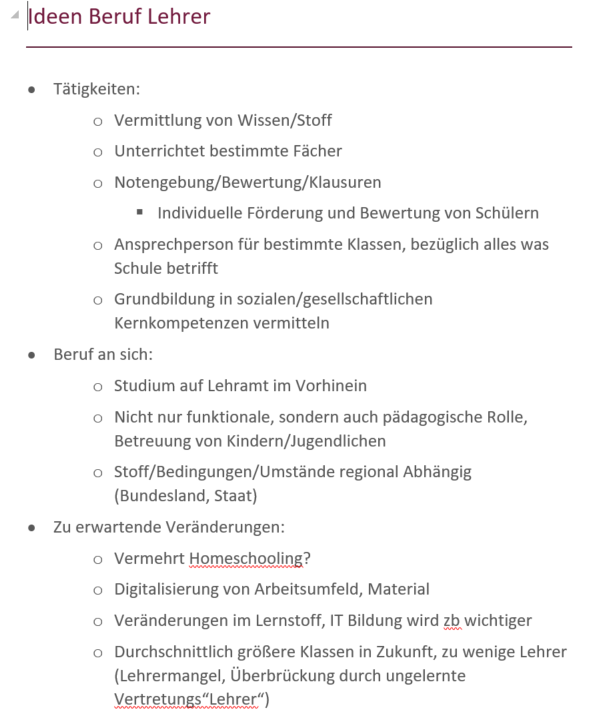 Ideen Beruf Lehrer
• Tätigkeiten:
o Vermittlung von Wissen/Stoff
o Unterrichtet bestimmte Fächer
o Notengebung/Bewertung/Klausuren
▪ Individuelle Förderung und Bewertung von Schülern
o Ansprechperson für bestimmte Klassen, bezüglich alles was
Schule betrifft
o Grundbildung in sozialen/gesellschaftlichen
Kernkompetenzen vermitteln
• Beruf an sich:
o Studium auf Lehramt im Vorhinein
o Nicht nur funktionale, sondern auch pädagogische Rolle,
Betreuung von Kindern/Jugendlichen
o Stoff/Bedingungen/Umstände regional Abhängig
(Bundesland, Staat)
• Zu erwartende Veränderungen:
o Vermehrt Homeschooling?
o Digitalisierung von Arbeitsumfeld, Material
o Veränderungen im Lernstoff, IT Bildung wird zb wichtiger
o Durchschnittlich größere Klassen in Zukunft, zu wenige Lehrer
(Lehrermangel, Überbrückung durch ungelernte
Vertretungs“Lehrer“)